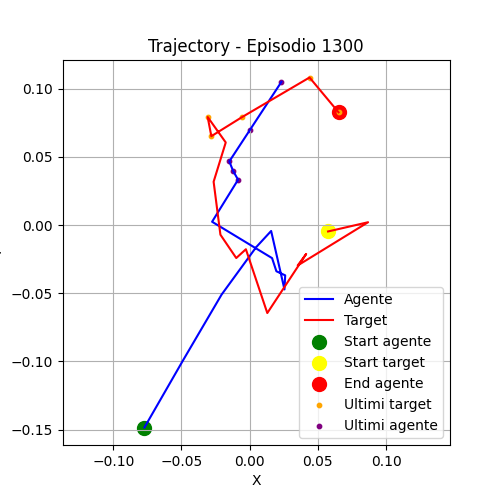 Trajectory - Episodio 1300
0.10
0.05
0.00
−0.05
−0.10
−0.15
−0.10
−0.05
0.00
0.05
0.10
X
Agente
Target
Start agente
Start target
End agente
Ultimi target
Ultimi agente